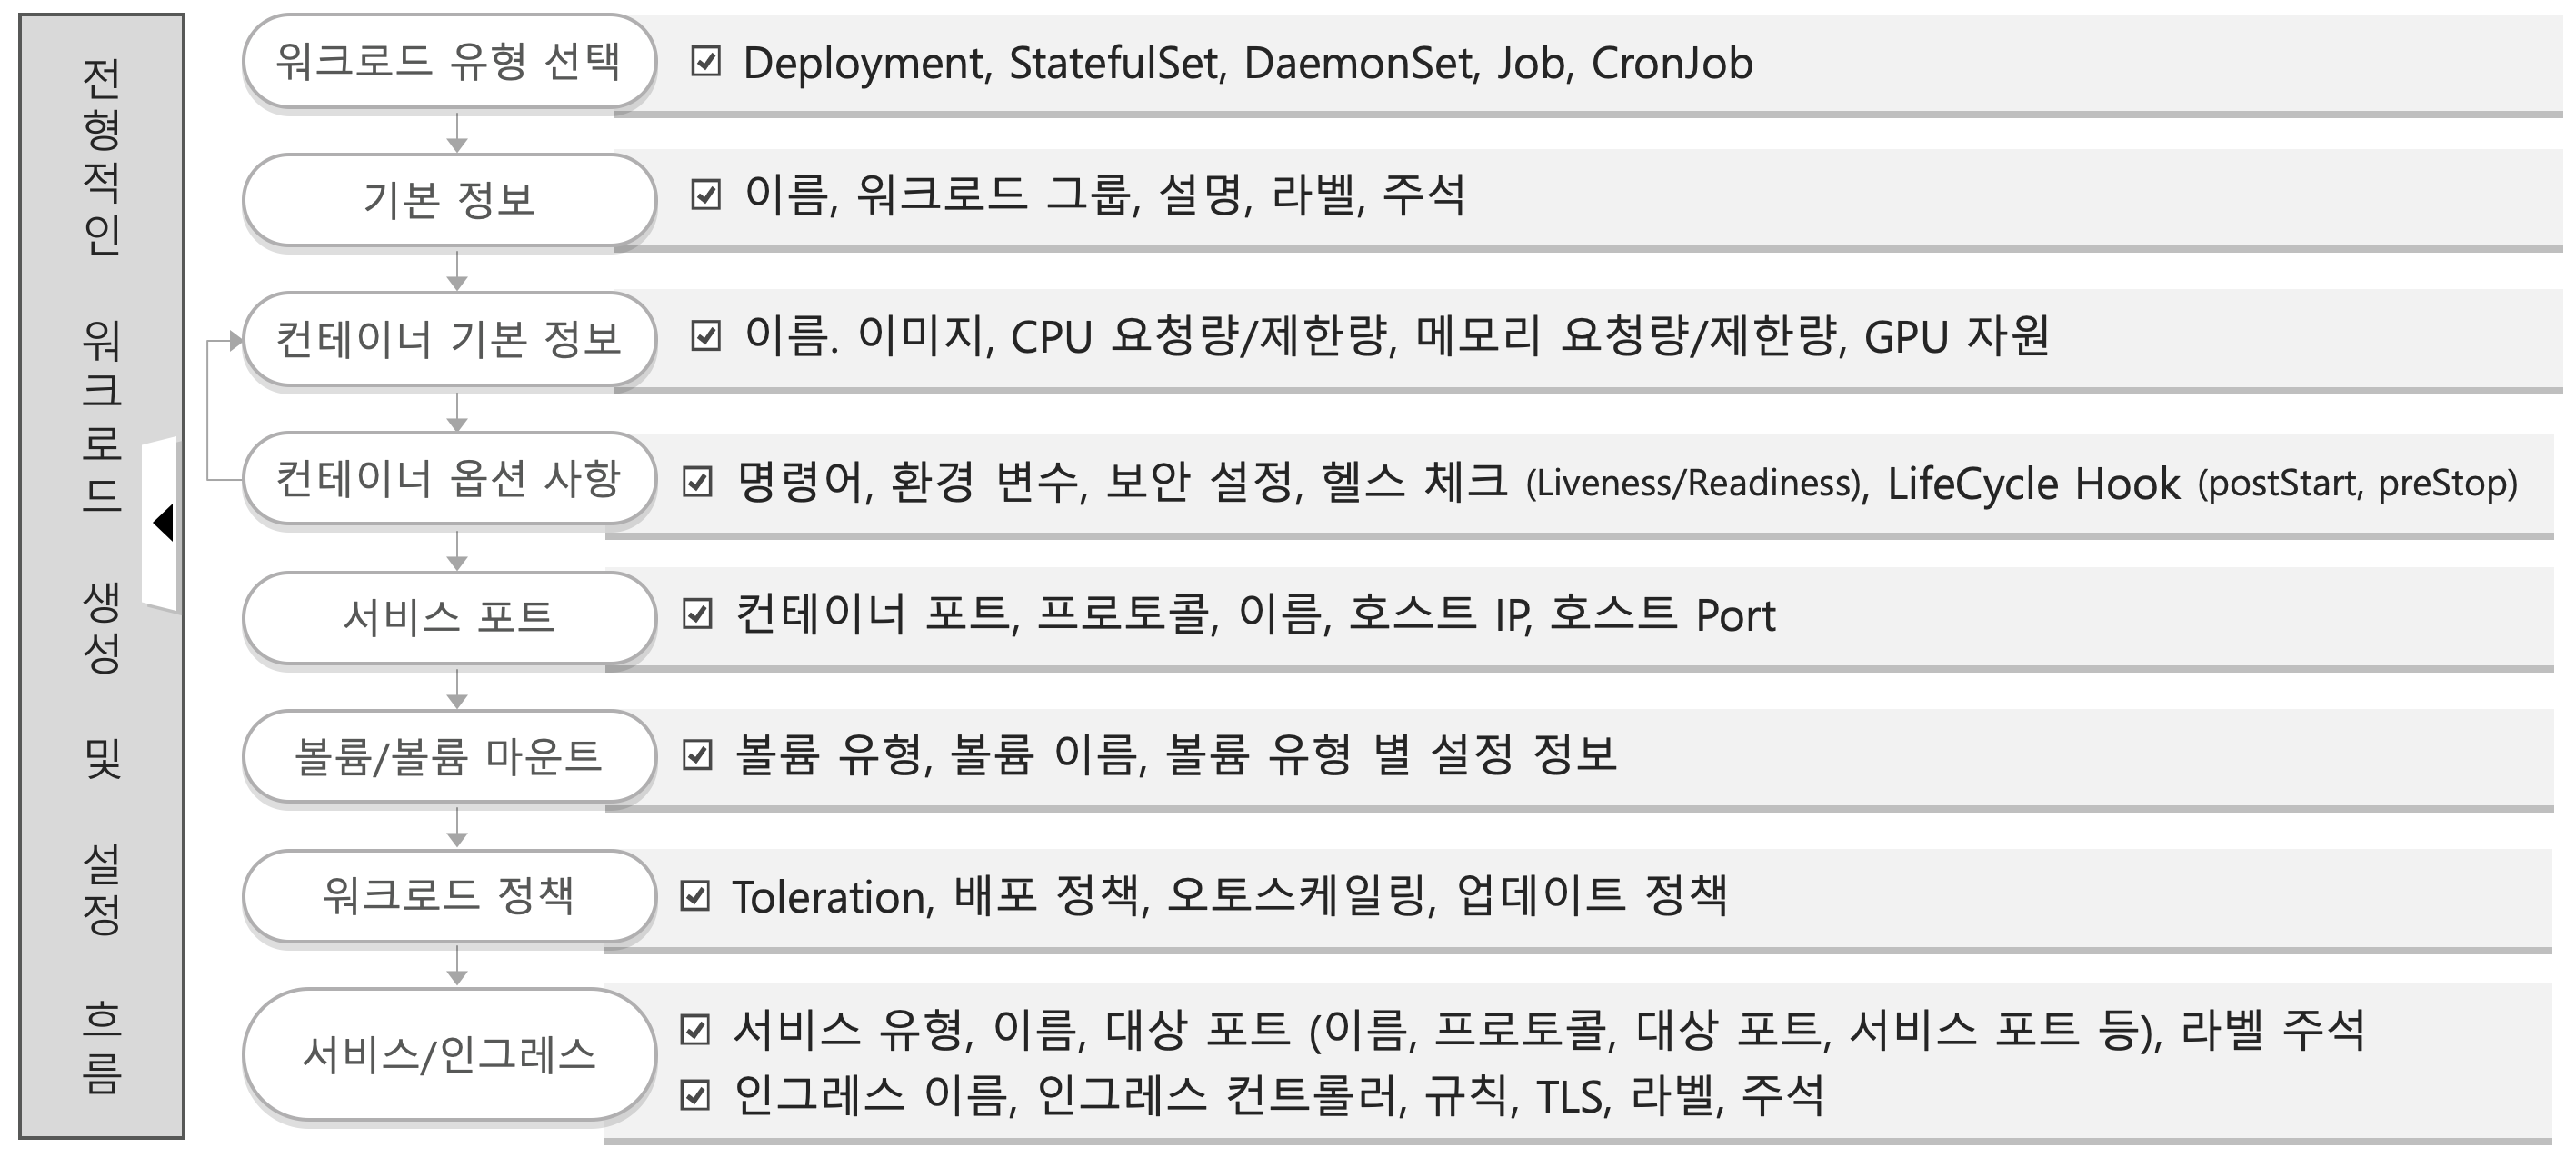 전형적인 워크로드 생성 및 설정 흐름
워크로드 유형 선택
Deployment, StatefulSet, DaemonSet, Job, CronJob
기본 정보
이름, 워크로드 그룹, 설명, 라벨, 주석
컨테이너 기본 정보
이름. 이미지, CPU 요청량/제한량, 메모리 요청량/제한량, GPU 자원
컨테이너 옵션 사항
명령어, 환경 변수, 보안 설정, 헬스 체크 (Liveness/Readiness), LifeCycle Hook (postStart, preStop)
서비스 포트
컨테이너 포트, 프로토콜, 이름, 호스트 IP, 호스트 Port
볼륨/볼륨 마운트
볼륨 유형, 볼륨 이름, 볼륨 유형 별 설정 정보
워크로드 정책
Toleration, 배포 정책, 오토스케일링, 업데이트 정책
서비스/인그레스
서비스 유형, 이름, 대상 포트 (이름, 프로토콜, 대상 포트, 서비스 포트 등), 라벨 주석
인그레스 이름, 인그레스 컨트롤러, 규칙, TLS, 라벨, 주석